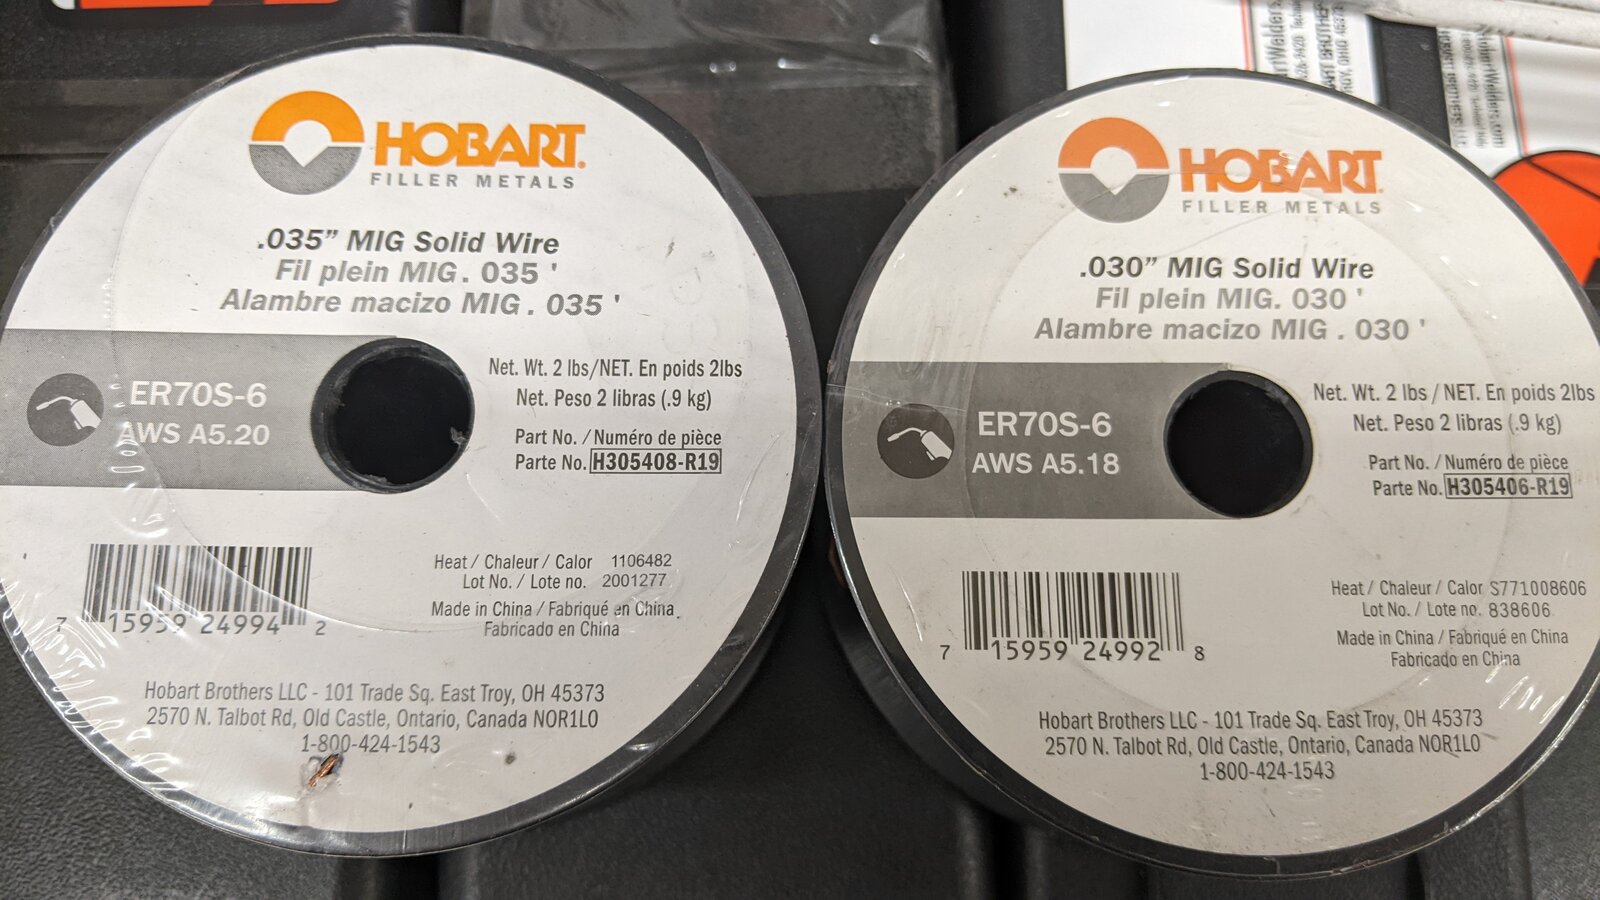 HOBART®
FILLER METALS
.035” MIG Solid Wire
Fil plein MIG. 035 '
Alambre macizo MIG . 035 '
ER70S-6
AWS A5.20
Net. Wt. 2 lbs/NET. En poids 2lbs
Net. Peso 2 libras (.9 kg)
Part No. / Numéro de pièce
Parte No. H305408-R19
7 15959 24994 2
Heat / Chaleur / Calor 1106482
Lot No. / Lote no. 2001277
Made in China / Fabriqué en China
Fabricado en China
Hobart Brothers LLC - 101 Trade Sq. East Troy, OH 45373
2570 N. Talbot Rd, Old Castle, Ontario, Canada NOR1L0
1-800-424-1543
HOBART®
FILLER METALS
.030” MIG Solid Wire
Fil plein MIG. 030 '
Alambre macizo MIG . 030 '
ER70S-6
AWS A5.18
Net. Wt. 2 lbs / NET. En poids 2lbs
Net. Peso 2 libras (.9 kg)
Part No. / Numéro de pièce
Parte No. H305406-R19
7 15959 24992 8
Heat / Chaleur / Calor S771008606
Lot No. / Lote no. 838606
Made in China / Fabriqué en China
Fabricado en China
Hobart Brothers LLC - 101 Trade Sq. East Troy, OH 45373
2570 N. Talbot Rd, Old Castle, Ontario, Canada NOR1L0
1-800-424-1543